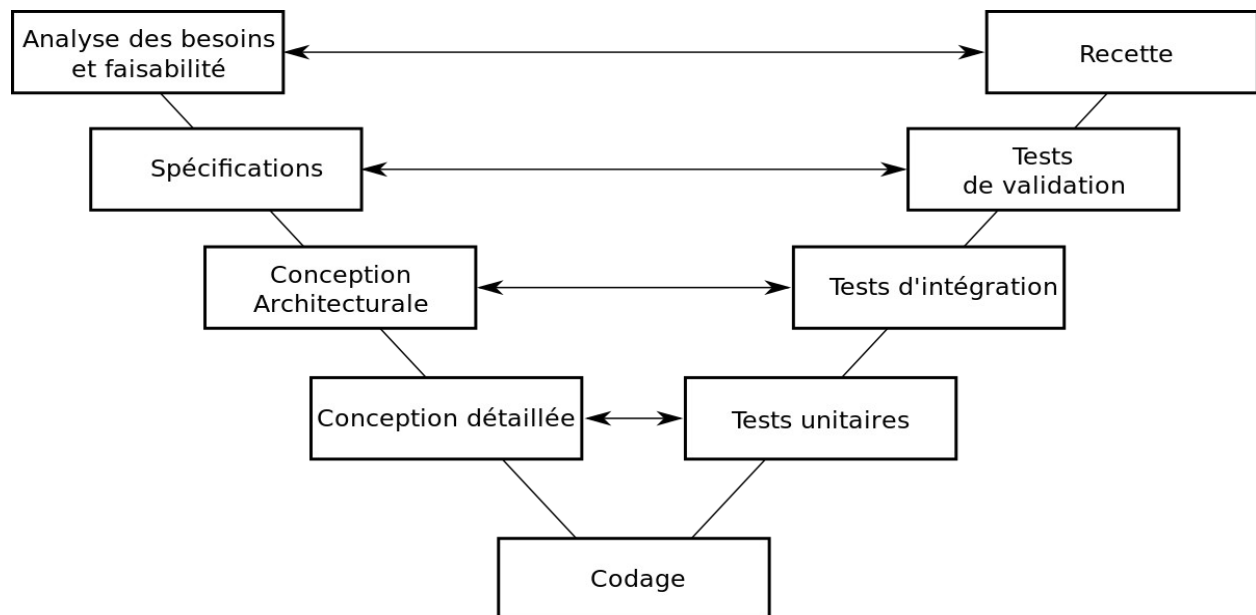 Analyse des besoins
et faisabilité
Recette
Spécifications
Tests
de validation
Conception
Architecturale
Tests d'intégration
Conception détaillée
Tests unitaires
Codage